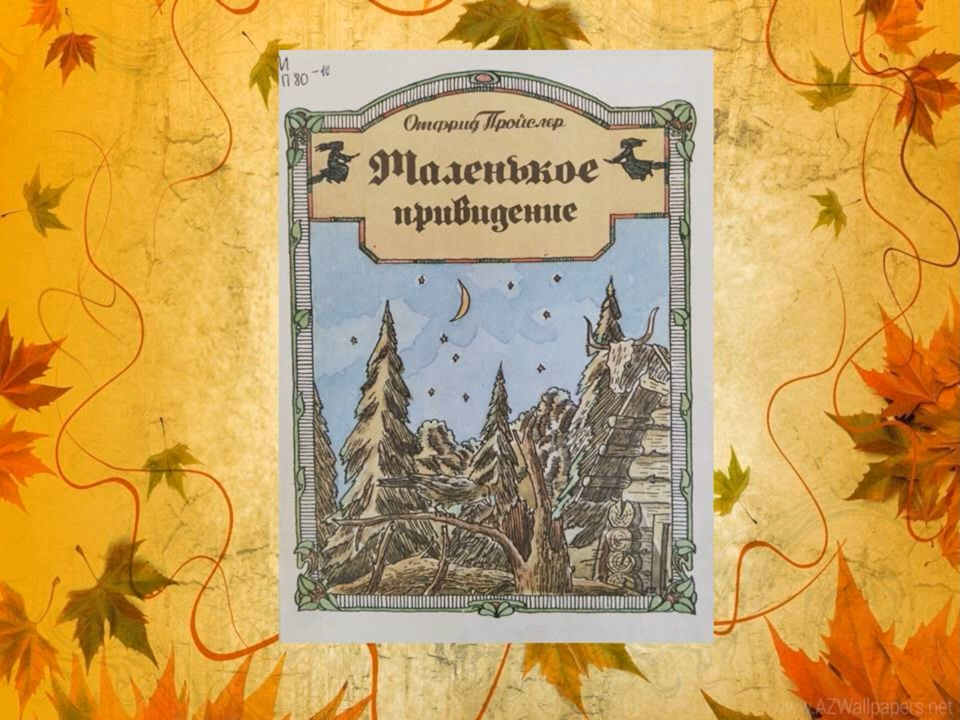 И
П 80 - 10
Отфрид Пройслер
Маленькое
привидение
www.AZWallpapers.net